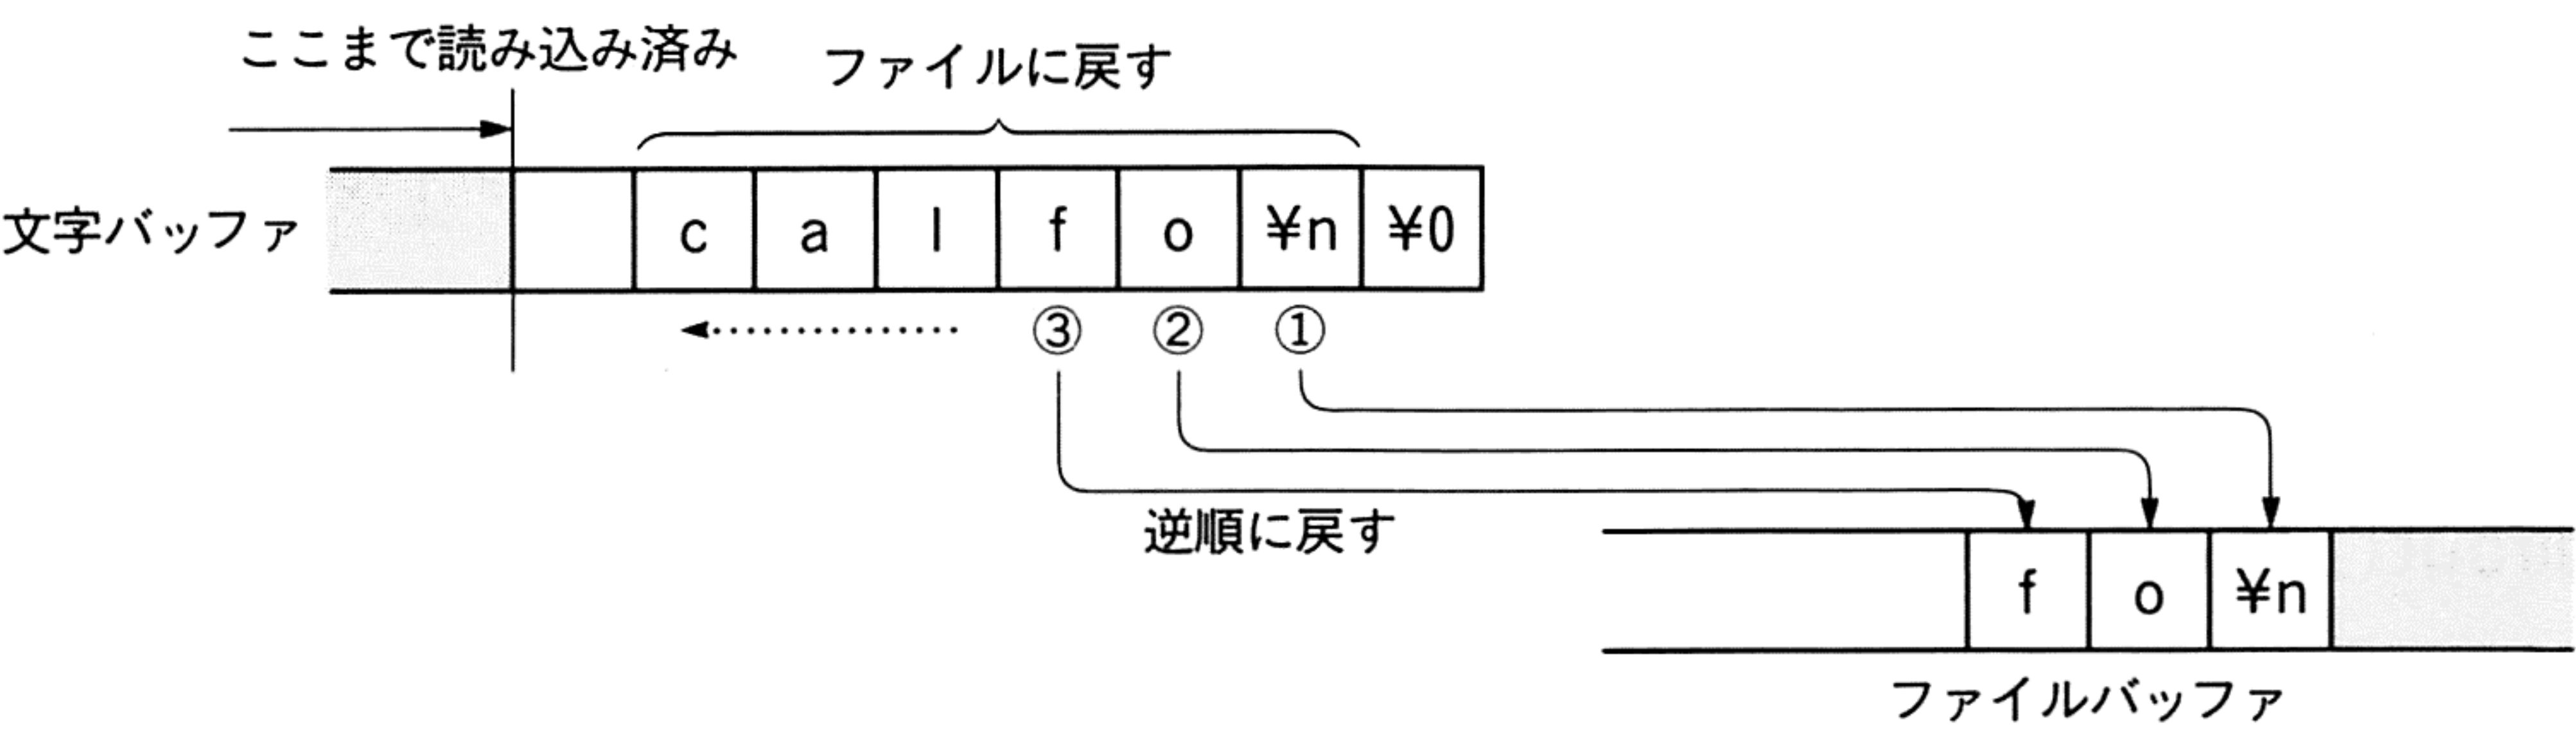 ここまで読み込み済み
ファイルに戻す
文字バッファ
c a l f o ¥n ¥0
③ ② ①
逆順に戻す
f o ¥n
ファイルバッファ